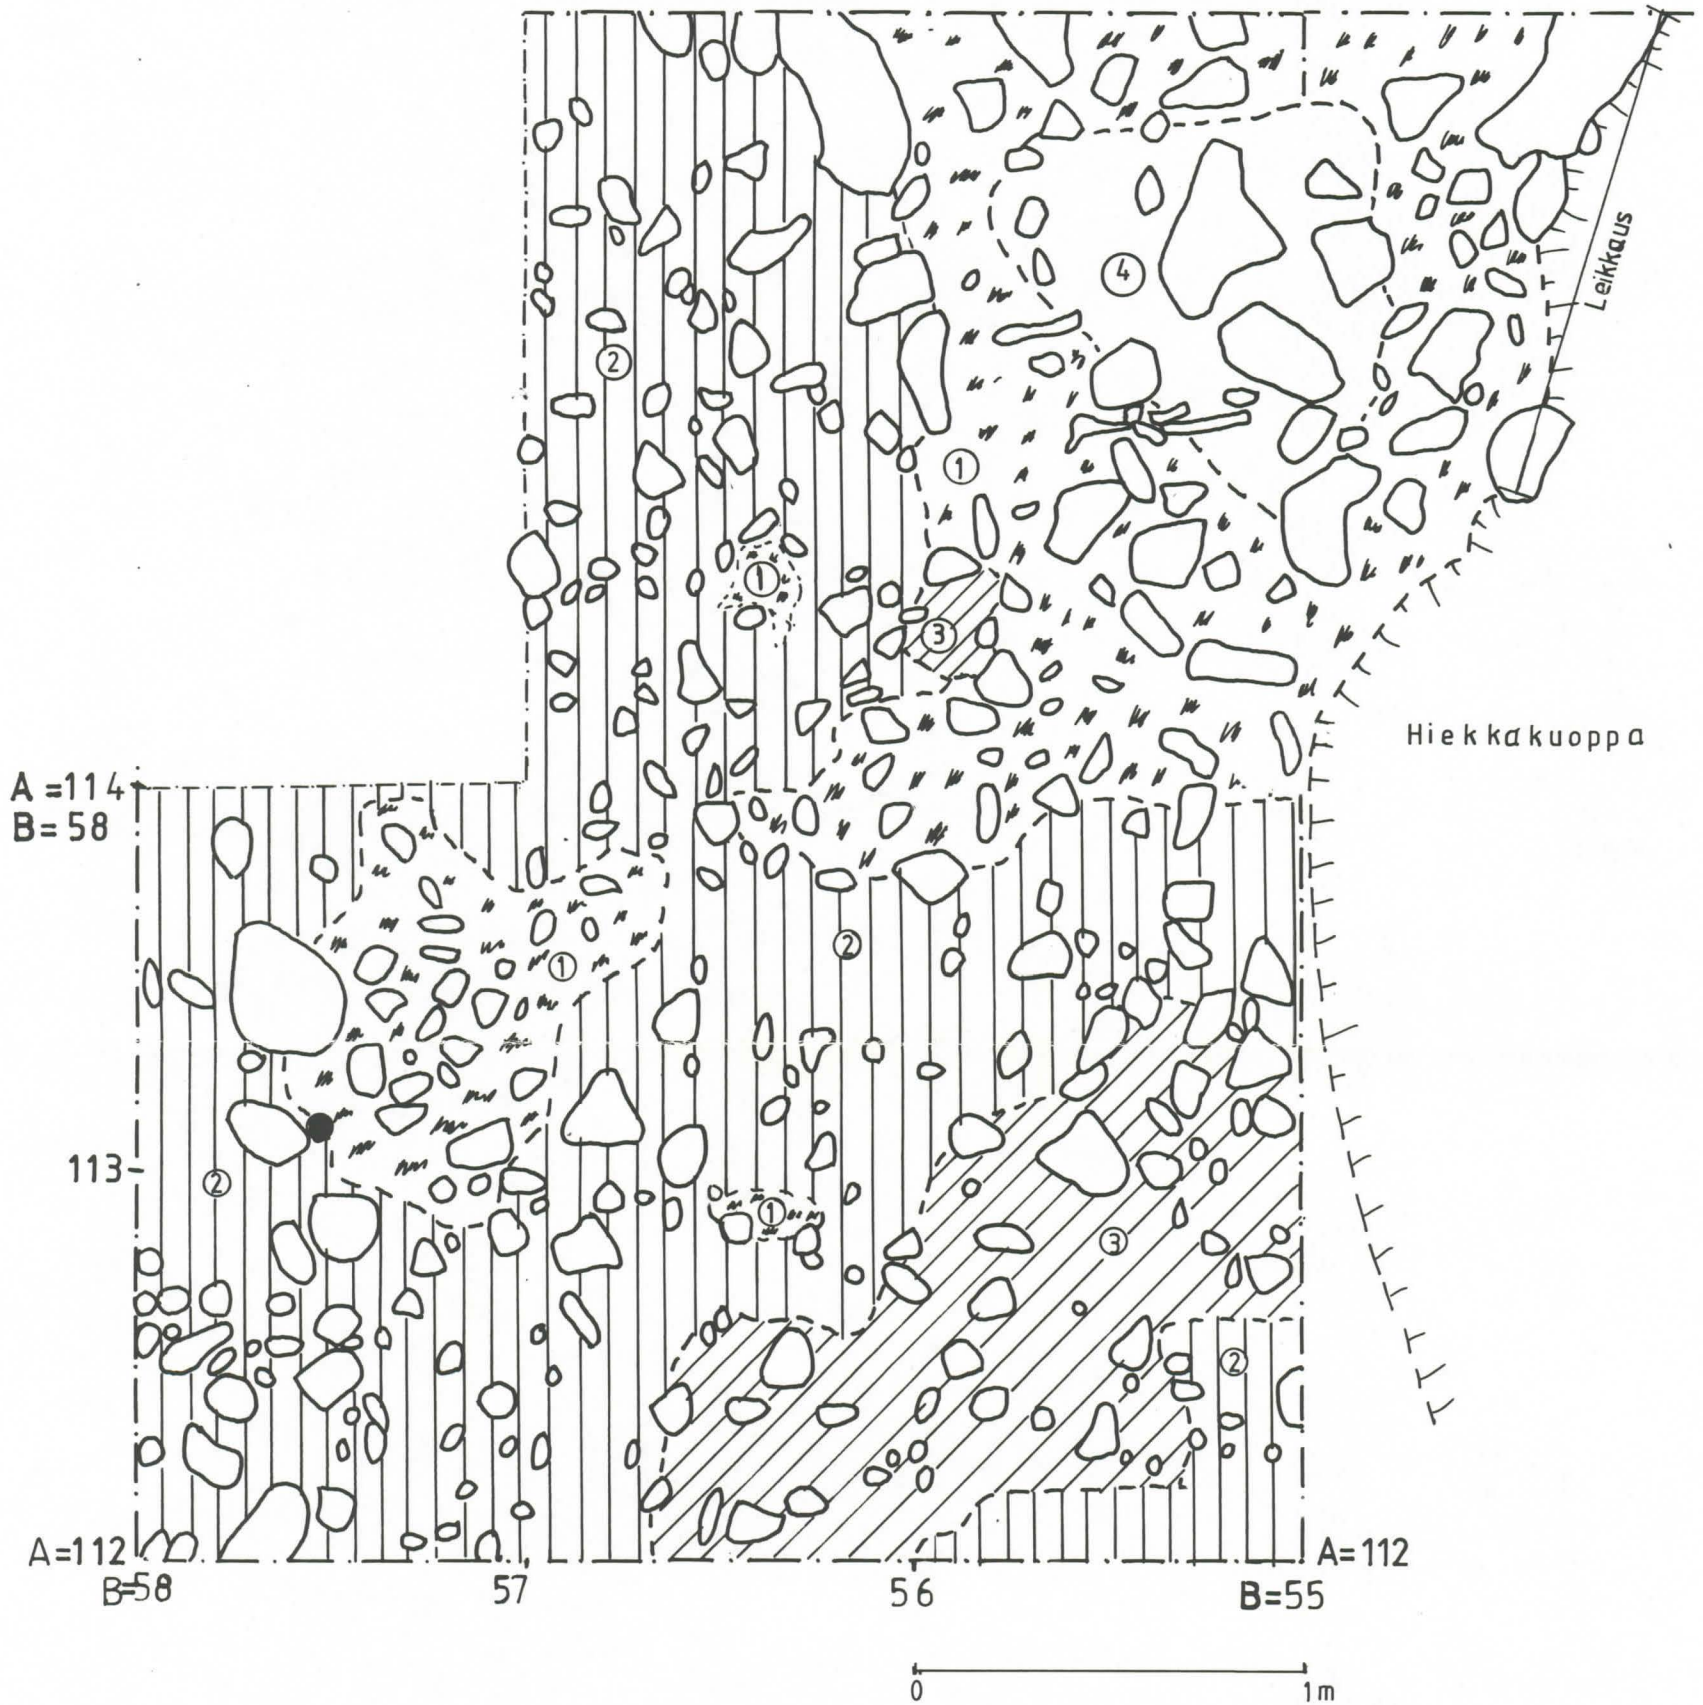 Leikkaus
④
②
①
①
③
Hiekkakuoppa
A=114
B=58
②
①
113
②
①
③
②
A=112
A=112
B=58
57
56
B=55
0
1m